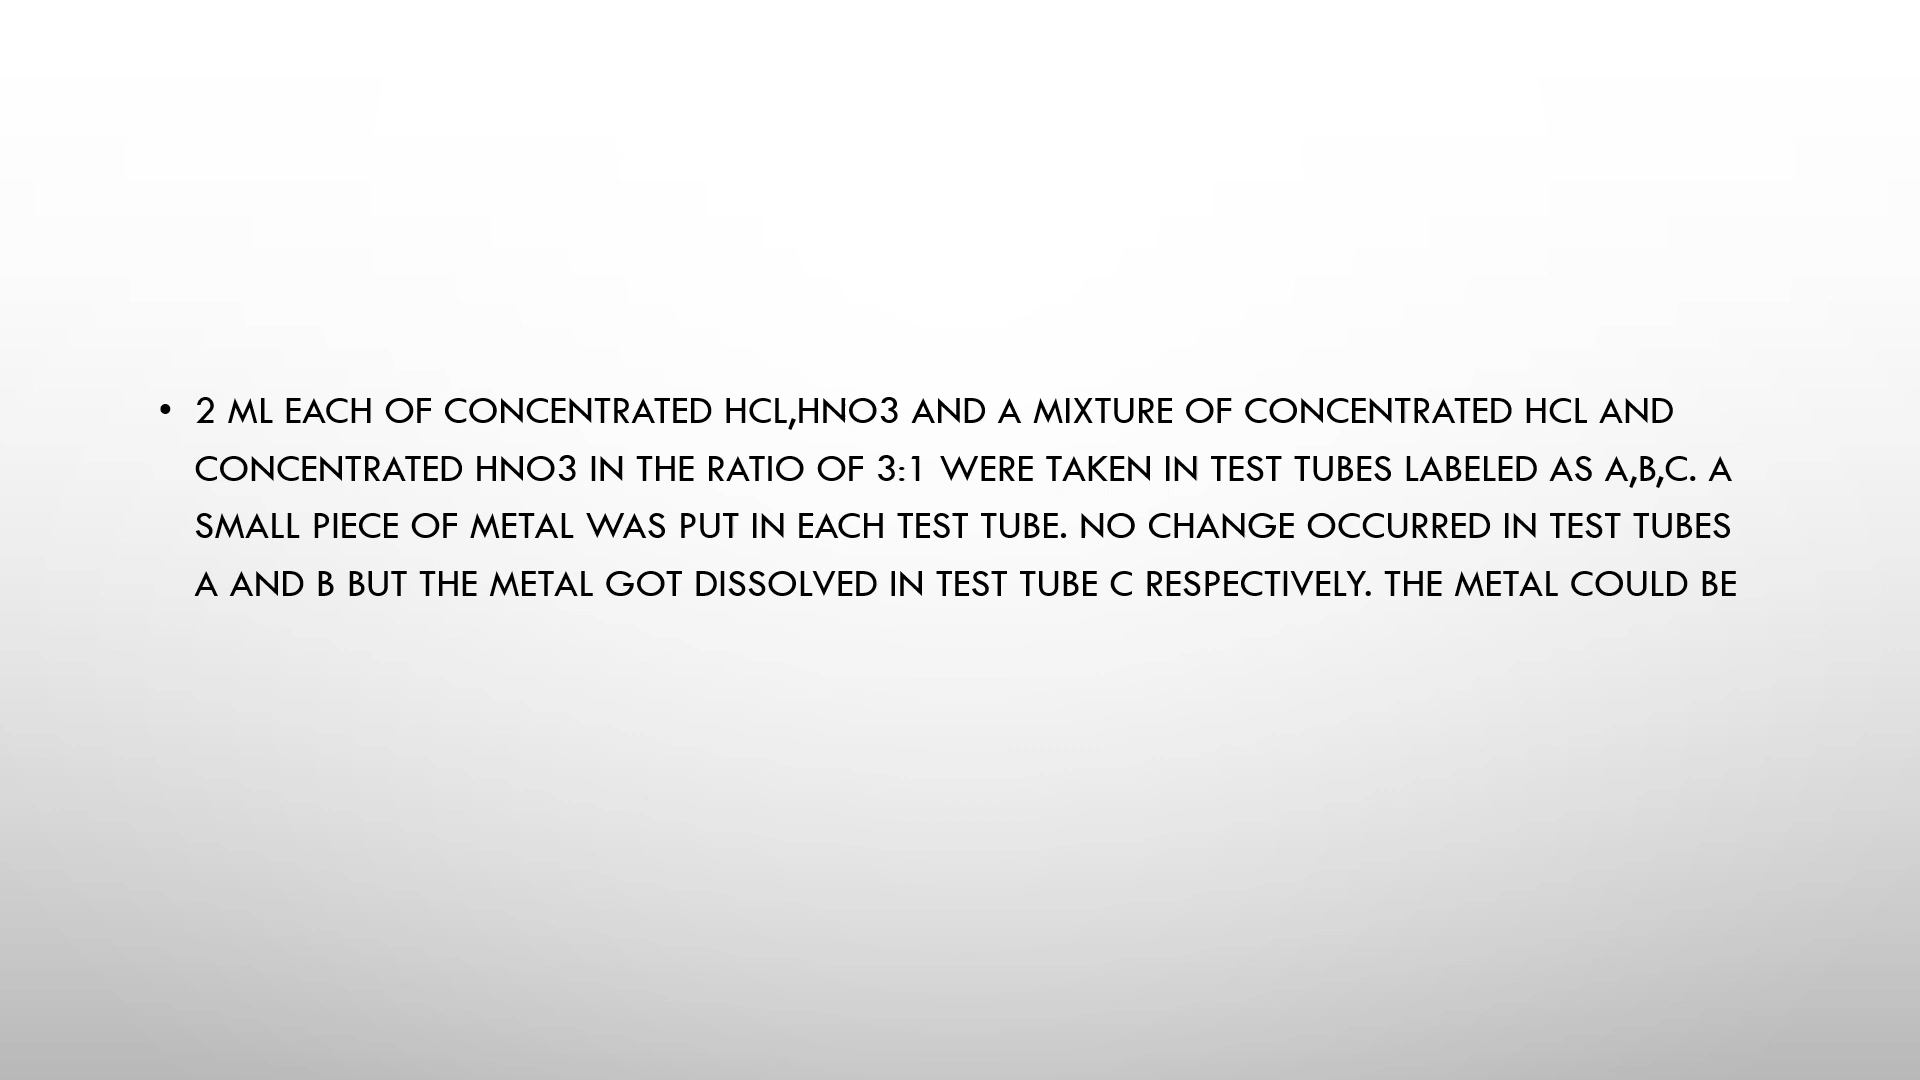 • 2 ML EACH OF CONCENTRATED HCL,HNO3 AND A MIXTURE OF CONCENTRATED HCL AND
CONCENTRATED HNO3 IN THE RATIO OF 3:1 WERE TAKEN IN TEST TUBES LABELED AS A,B,C. A
SMALL PIECE OF METAL WAS PUT IN EACH TEST TUBE. NO CHANGE OCCURRED IN TEST TUBES
A AND B BUT THE METAL GOT DISSOLVED IN TEST TUBE C RESPECTIVELY. THE METAL COULD BE